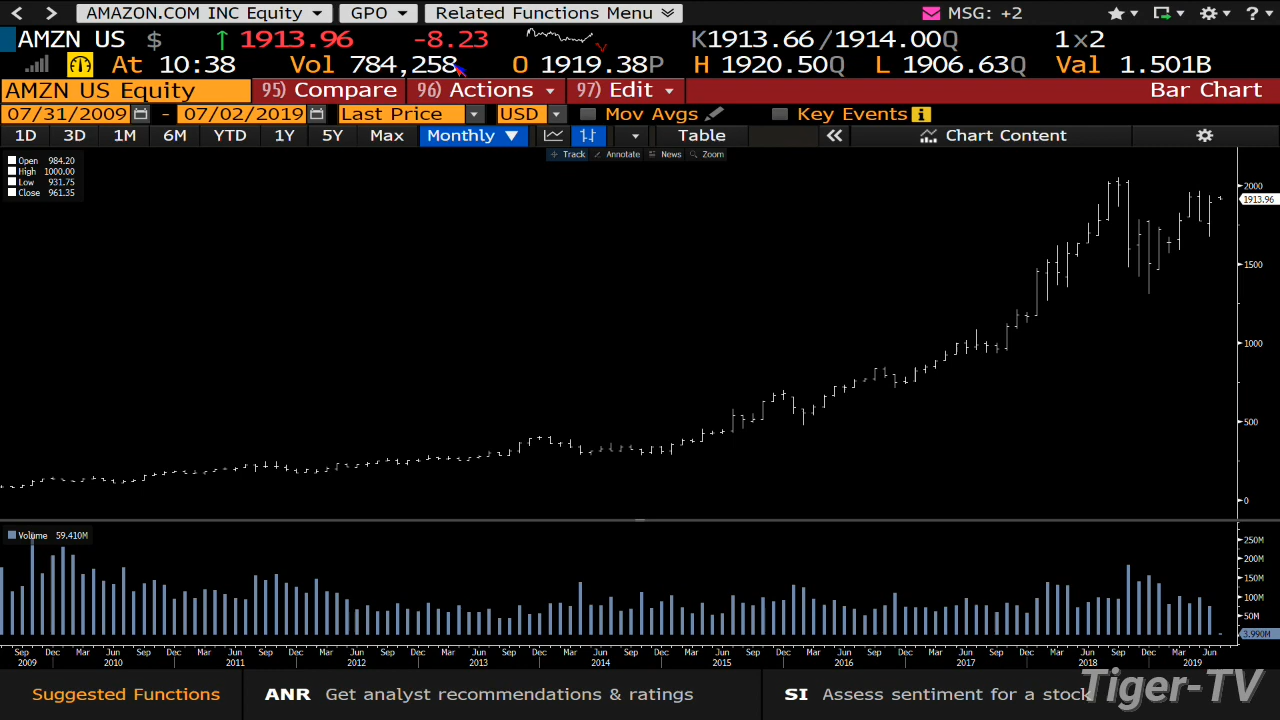 AMAZON.COM INC Equity GPO Related Functions Menu MSG: +2 ?
AMZN US $ 1913.96 -8.23 K1913.66/1914.00Q 1x2
At 10:38 Vol 784,258 O 1919.38P H 1920.50Q L 1906.63Q Val 1.501B
AMZN US Equity 95) Compare 96) Actions 97) Edit Bar Chart
07/31/2009 - 07/02/2019 Last Price USD Mov Avgs Key Events i
1D 3D 1M 6M YTD 1Y 5Y Max Monthly Table Chart Content
Track Annotate News Zoom
Open 984.20
High 1000.00
Low 931.75
Close 961.35
2000
1913.96
1500
1000
500
0
Volume 59.410M
250M
200M
150M
100M
50M
3.990M
Sep Dec Mar Jun Sep Dec Mar Jun Sep Dec Mar Jun Sep Dec Mar Jun Sep Dec Mar Jun Sep Dec Mar Jun Sep Dec Mar Jun Sep Dec Mar Jun Sep Dec Mar Jun Sep Dec Mar Jun
2009 2010 2011 2012 2013 2014 2015 2016 2017 2018 2019
Suggested Functions ANR Get analyst recommendations & ratings SI Assess sentiment for a stock
Tiger-TV